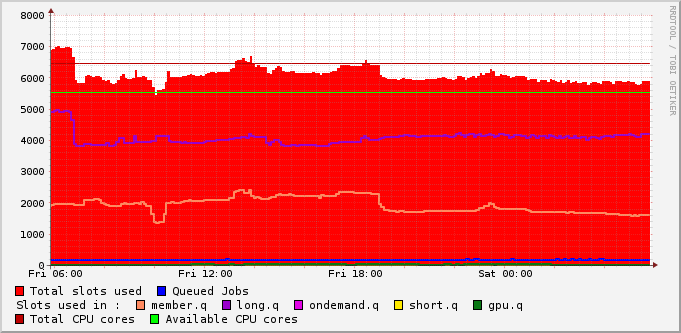 8000
7000
6000
5000
4000
3000
2000
1000
0
Fri 06:00 Fri 12:00 Fri 18:00 Sat 00:00
Total slots used Queued Jobs
Slots used in : member.q long.q ondemand.q short.q gpu.q
Total CPU cores Available CPU cores
RRDTOOL / TOBI OETIKER